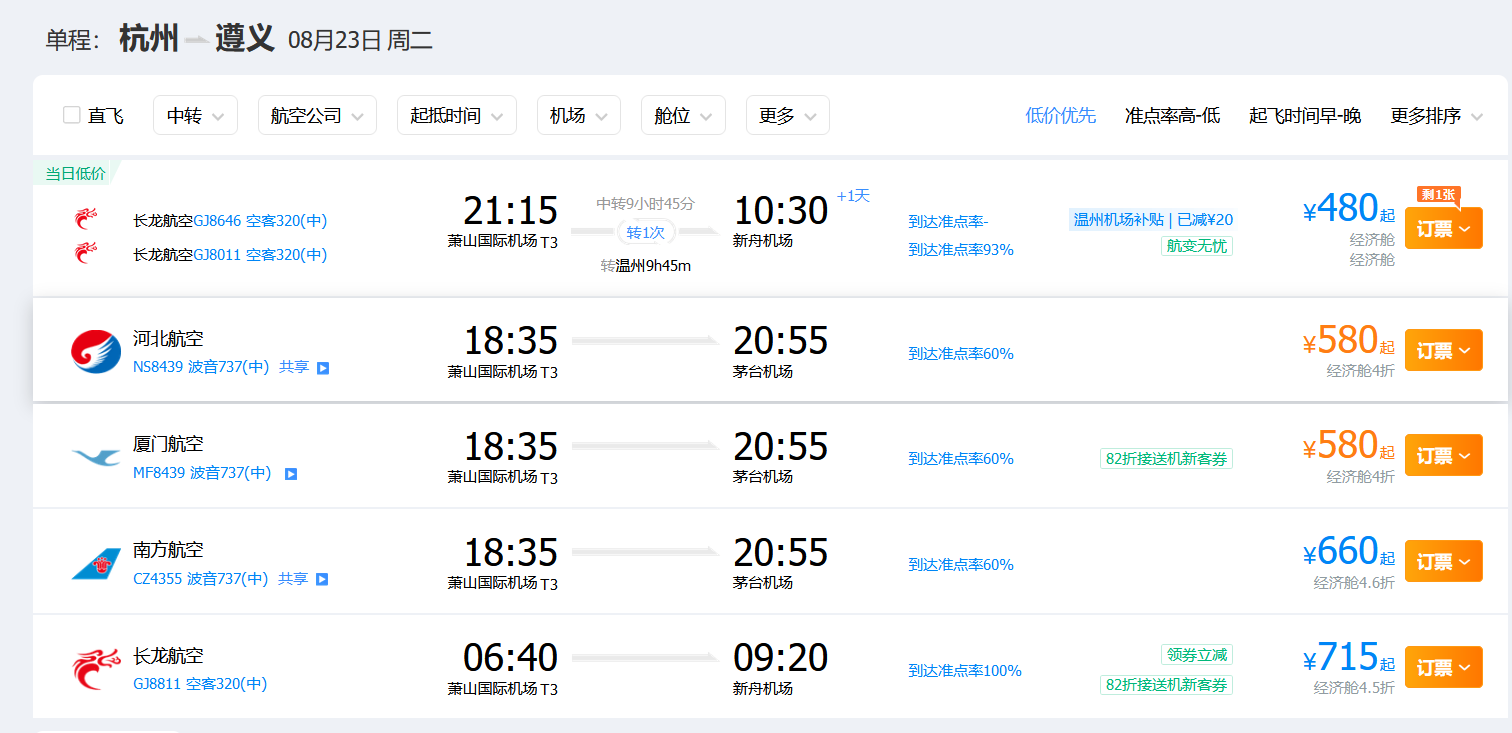 单程： 杭州 遵义 08月23日 周二
直飞 中转 航空公司 起抵时间 机场 舱位 更多 低价优先 准点率高-低 起飞时间早-晚 更多排序
当日低价
长龙航空GJ8646 空客320(中)
长龙航空GJ8011 空客320(中)
21:15
萧山国际机场 T3
中转9小时45分
转1次
转温州9h45m
10:30 +1天
新舟机场
到达准点率-
到达准点率93%
温州机场补贴 | 已减¥20
航变无忧
¥480起
经济舱
经济舱
剩1张
订票
河北航空
NS8439 波音737(中) 共享
18:35
萧山国际机场 T3
20:55
茅台机场
到达准点率60%
¥580起
经济舱4折
订票
厦门航空
MF8439 波音737(中)
18:35
萧山国际机场 T3
20:55
茅台机场
到达准点率60%
82折接送机新客券
¥580起
经济舱4折
订票
南方航空
CZ4355 波音737(中) 共享
18:35
萧山国际机场 T3
20:55
茅台机场
到达准点率60%
¥660起
经济舱4.6折
订票
长龙航空
GJ8811 空客320(中)
06:40
萧山国际机场 T3
09:20
新舟机场
到达准点率100%
领券立减
82折接送机新客券
¥715起
经济舱4.5折
订票